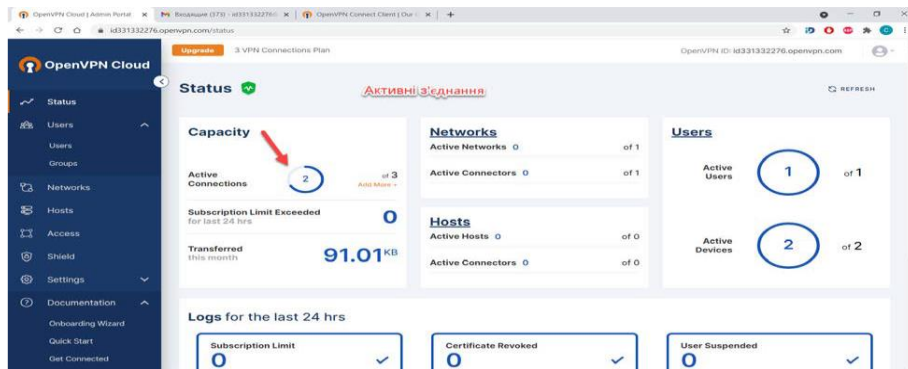 OpenVPN Cloud | Admin Portal
Входящие (373) - id33133227б
OpenVPN Connect Client | Our
id331332276.openvpn.com/status
OpenVPN Cloud
Upgrade 3 VPN Connections Plan
OpenVPN ID: id331332276.openvpn.com
Status
Активні з'єднання
REFRESH
Status
Users
Users
Groups
Networks
Hosts
Access
Shield
Settings
Documentation
Onboarding Wizard
Quick Start
Get Connected
Capacity
Active Connections 2 of 3
Add More +
Subscription Limit Exceeded 0
for last 24 hrs
Transferred 91.01 KB
this month
Networks
Active Networks 0 of 1
Active Connectors 0 of 1
Hosts
Active Hosts 0 of 0
Active Connectors 0 of 0
Users
Active Users 1 of 1
Active Devices 2 of 2
Logs for the last 24 hrs
Subscription Limit
0
Certificate Revoked
0
User Suspended
0